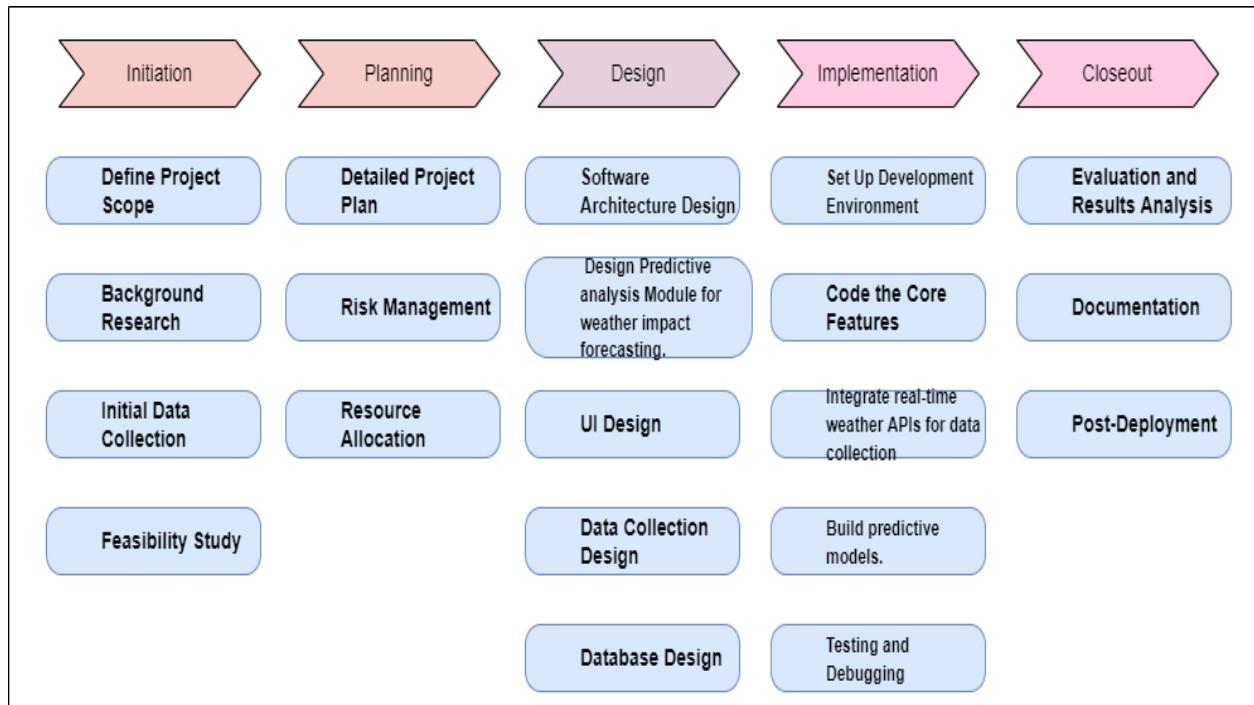 Initiation
Planning
Design
Implementation
Closeout
Define Project
Scope
Detailed Project
Plan
Software
Architecture Design
Set Up Development
Environment
Evaluation and
Results Analysis
Background
Research
Risk Management
Design Predictive
analysis Module for
weather impact
forecasting.
Code the Core
Features
Documentation
Initial Data
Collection
Resource
Allocation
UI Design
Integrate real-time
weather APIs for data
collection
Post-Deployment
Feasibility Study
Data Collection
Design
Build predictive
models.
Database Design
Testing and
Debugging